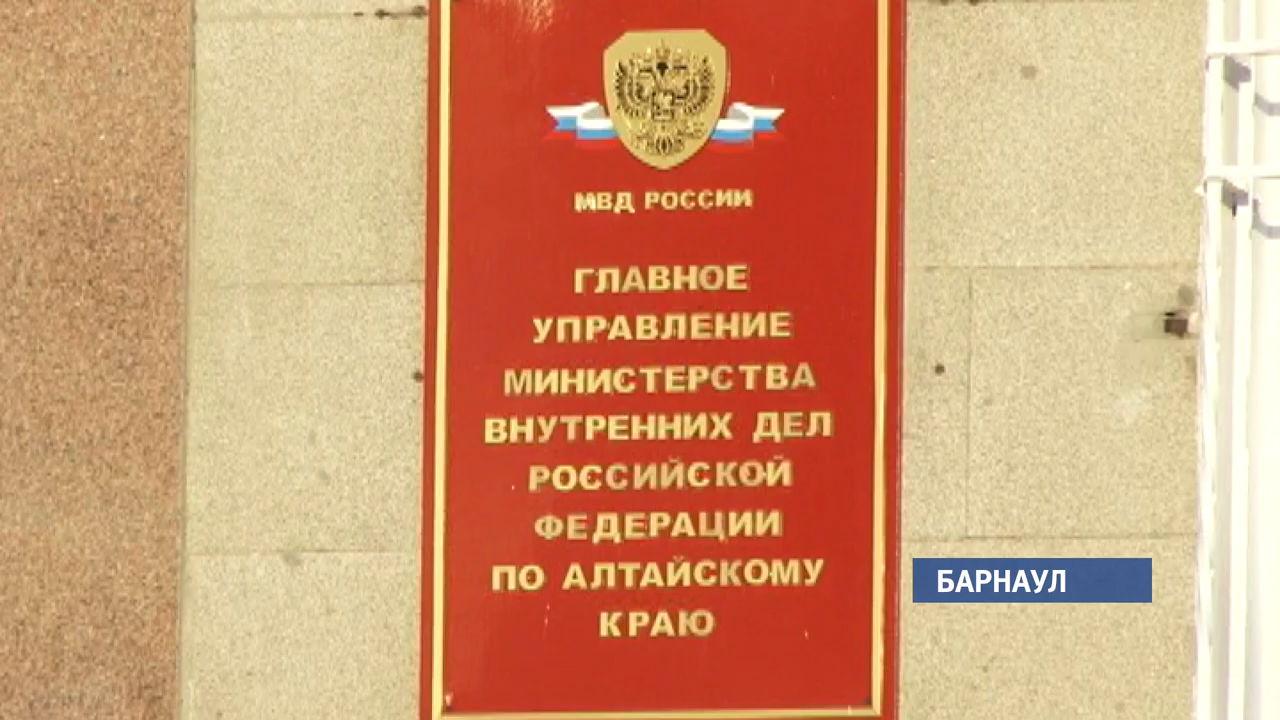 МВД РОССИИ
ГЛАВНОЕ
УПРАВЛЕНИЕ
МИНИСТЕРСТВА
ВНУТРЕННИХ ДЕЛ
РОССИЙСКОЙ
ФЕДЕРАЦИИ
ПО АЛТАЙСКОМУ
КРАЮ
БАРНАУЛ